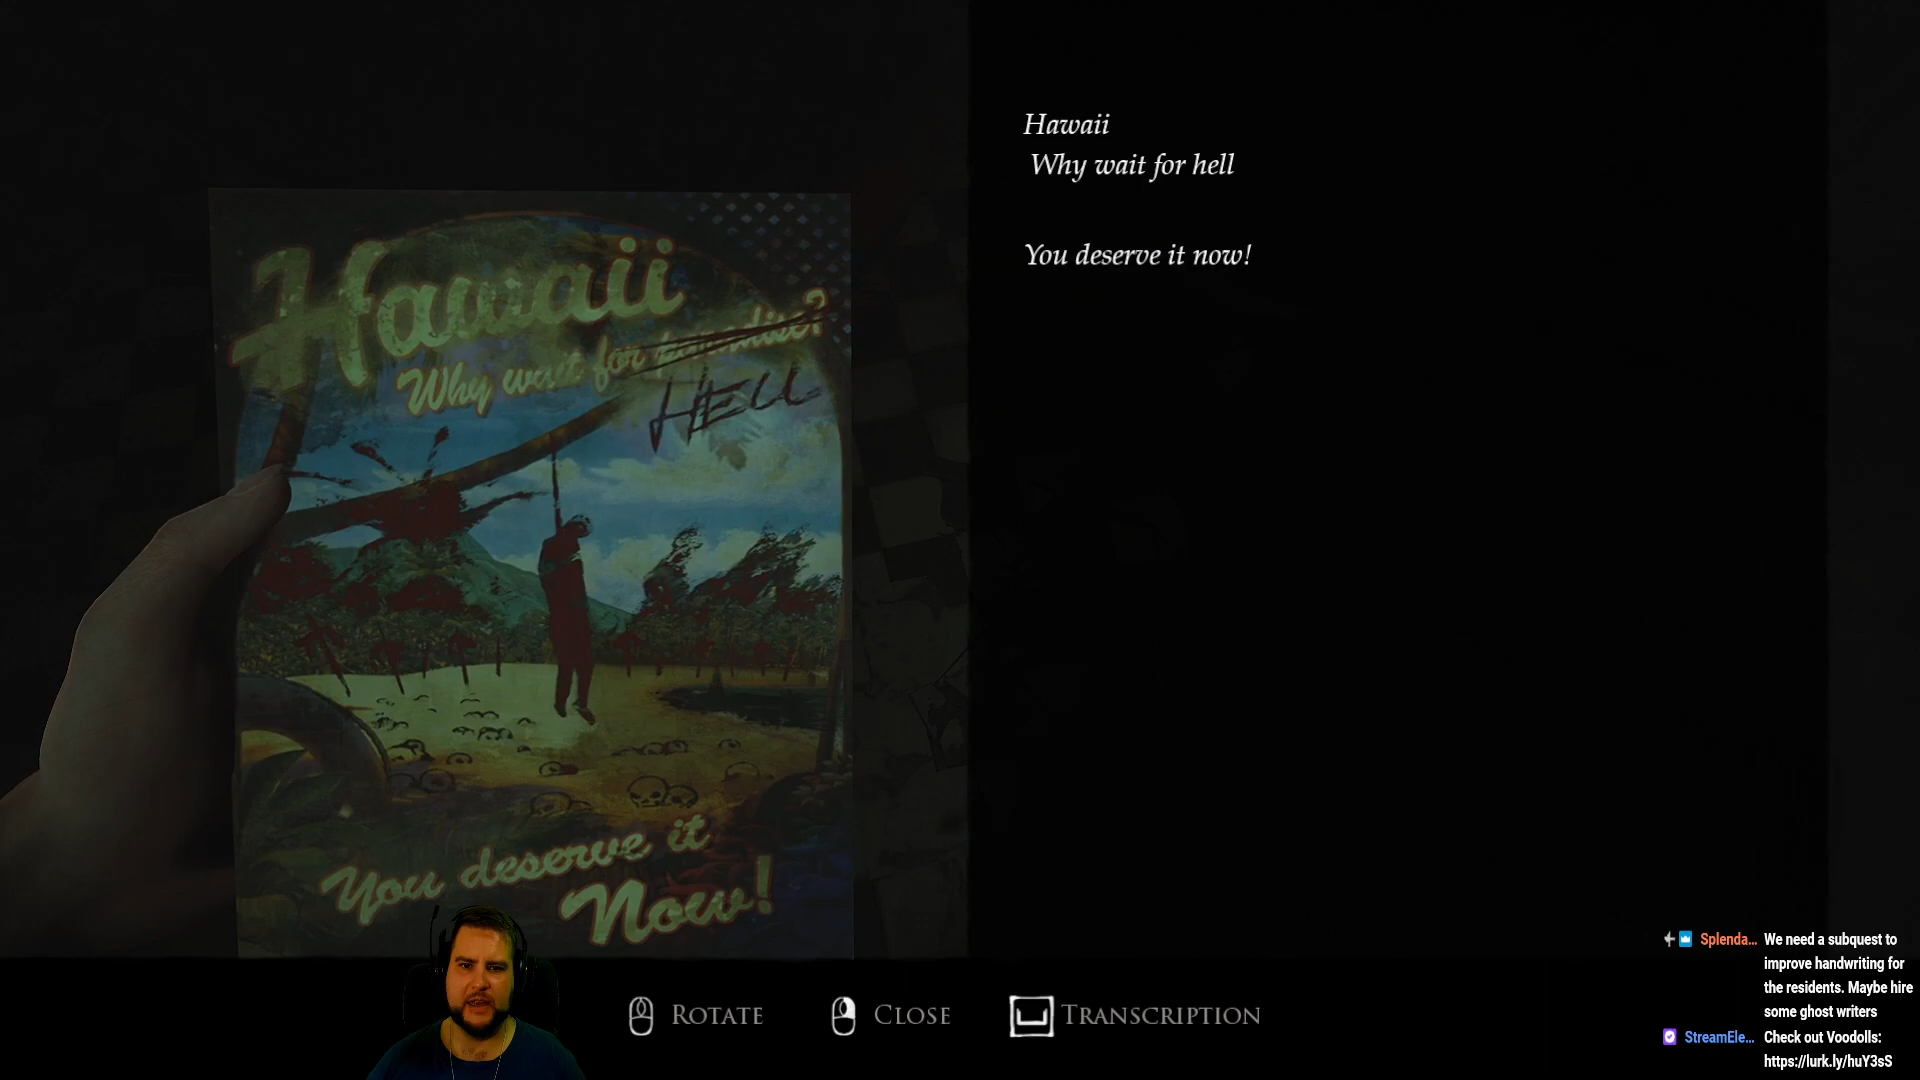 Hawaii
Why wait for paradise?
HELL
You deserve it
Now!
Hawaii
Why wait for hell
You deserve it now!
ROTATE
CLOSE
TRANSCRIPTION
Splenda... We need a subquest to
improve handwriting for
the residents. Maybe hire
some ghost writers
StreamEle... Check out Voodolls:
https://lurk.ly/huY3sS